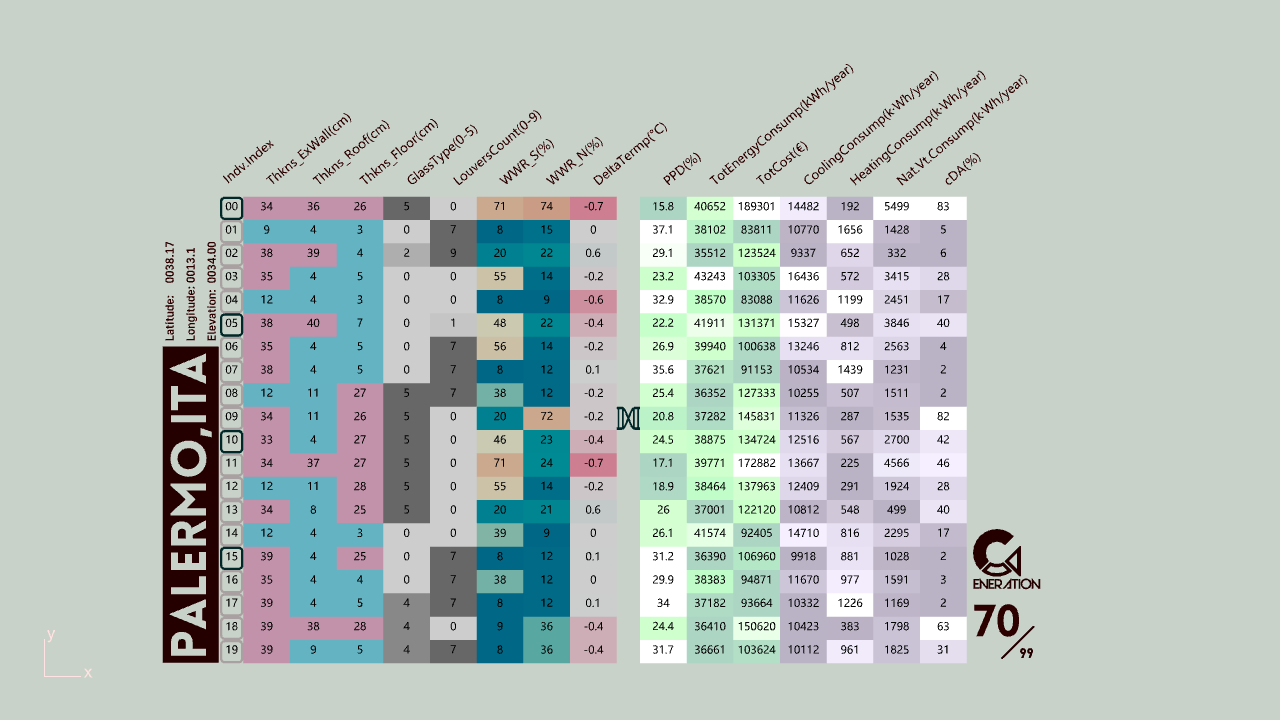 Indv.Index Thkns_ExWall(cm) Thkns_Roof(cm) Thkns_Floor(cm) GlassType(0-5) LouversCount(0-9) WWR_S(%) WWR_N(%) DeltaTermp(°C) PPD(%) TotEnergyConsump(kWh/year) TotCost(€) CoolingConsump(k·Wh/year) HeatingConsump(k·Wh/year) Nat.Vt.Consump(k·Wh/year) cDA(%)
00 34 36 26 5 0 71 74 -0.7 15.8 40652 189301 14482 192 5499 83
01 9 4 3 0 7 8 15 0 37.1 38102 83811 10770 1656 1428 5
02 38 39 4 2 9 20 22 0.6 29.1 35512 123524 9337 652 332 6
03 35 4 5 0 0 55 14 -0.2 23.2 43243 103305 16436 572 3415 28
04 12 4 3 0 0 8 9 -0.6 32.9 38570 83088 11626 1199 2451 17
05 38 40 7 0 1 48 22 -0.4 22.2 41911 131371 15327 498 3846 40
06 35 4 5 0 7 56 14 -0.2 26.9 39940 100638 13246 812 2563 4
07 38 4 5 0 7 8 12 0.1 35.6 37621 91153 10534 1439 1231 2
08 12 11 27 5 7 38 12 -0.2 25.4 36352 127333 10255 507 1511 2
09 34 11 26 5 0 20 72 -0.2 20.8 37282 145831 11326 287 1535 82
10 33 4 27 5 0 46 23 -0.4 24.5 38875 134724 12516 567 2700 42
11 34 37 27 5 0 71 24 -0.7 17.1 39771 172882 13667 225 4566 46
12 12 11 28 5 0 55 14 -0.2 18.9 38464 137963 12409 291 1924 28
13 34 8 25 5 0 20 21 0.6 26 37001 122120 10812 548 499 40
14 12 4 3 0 0 39 9 0 26.1 41574 92405 14710 816 2295 17
15 39 4 25 0 7 8 12 0.1 31.2 36390 106960 9918 881 1028 2
16 35 4 4 0 7 38 12 0 29.9 38383 94871 11670 977 1591 3
17 39 4 5 4 7 8 12 0.1 34 37182 93664 10332 1226 1169 2
18 39 38 28 4 0 9 36 -0.4 24.4 36410 150620 10423 383 1798 63
19 39 9 5 4 7 8 36 -0.4 31.7 36661 103624 10112 961 1825 31
Latitude: 0038.17
Longitude: 0013.1
Elevation: 0034.00
PALERMO,ITA
ENERATION
70/99
y
x